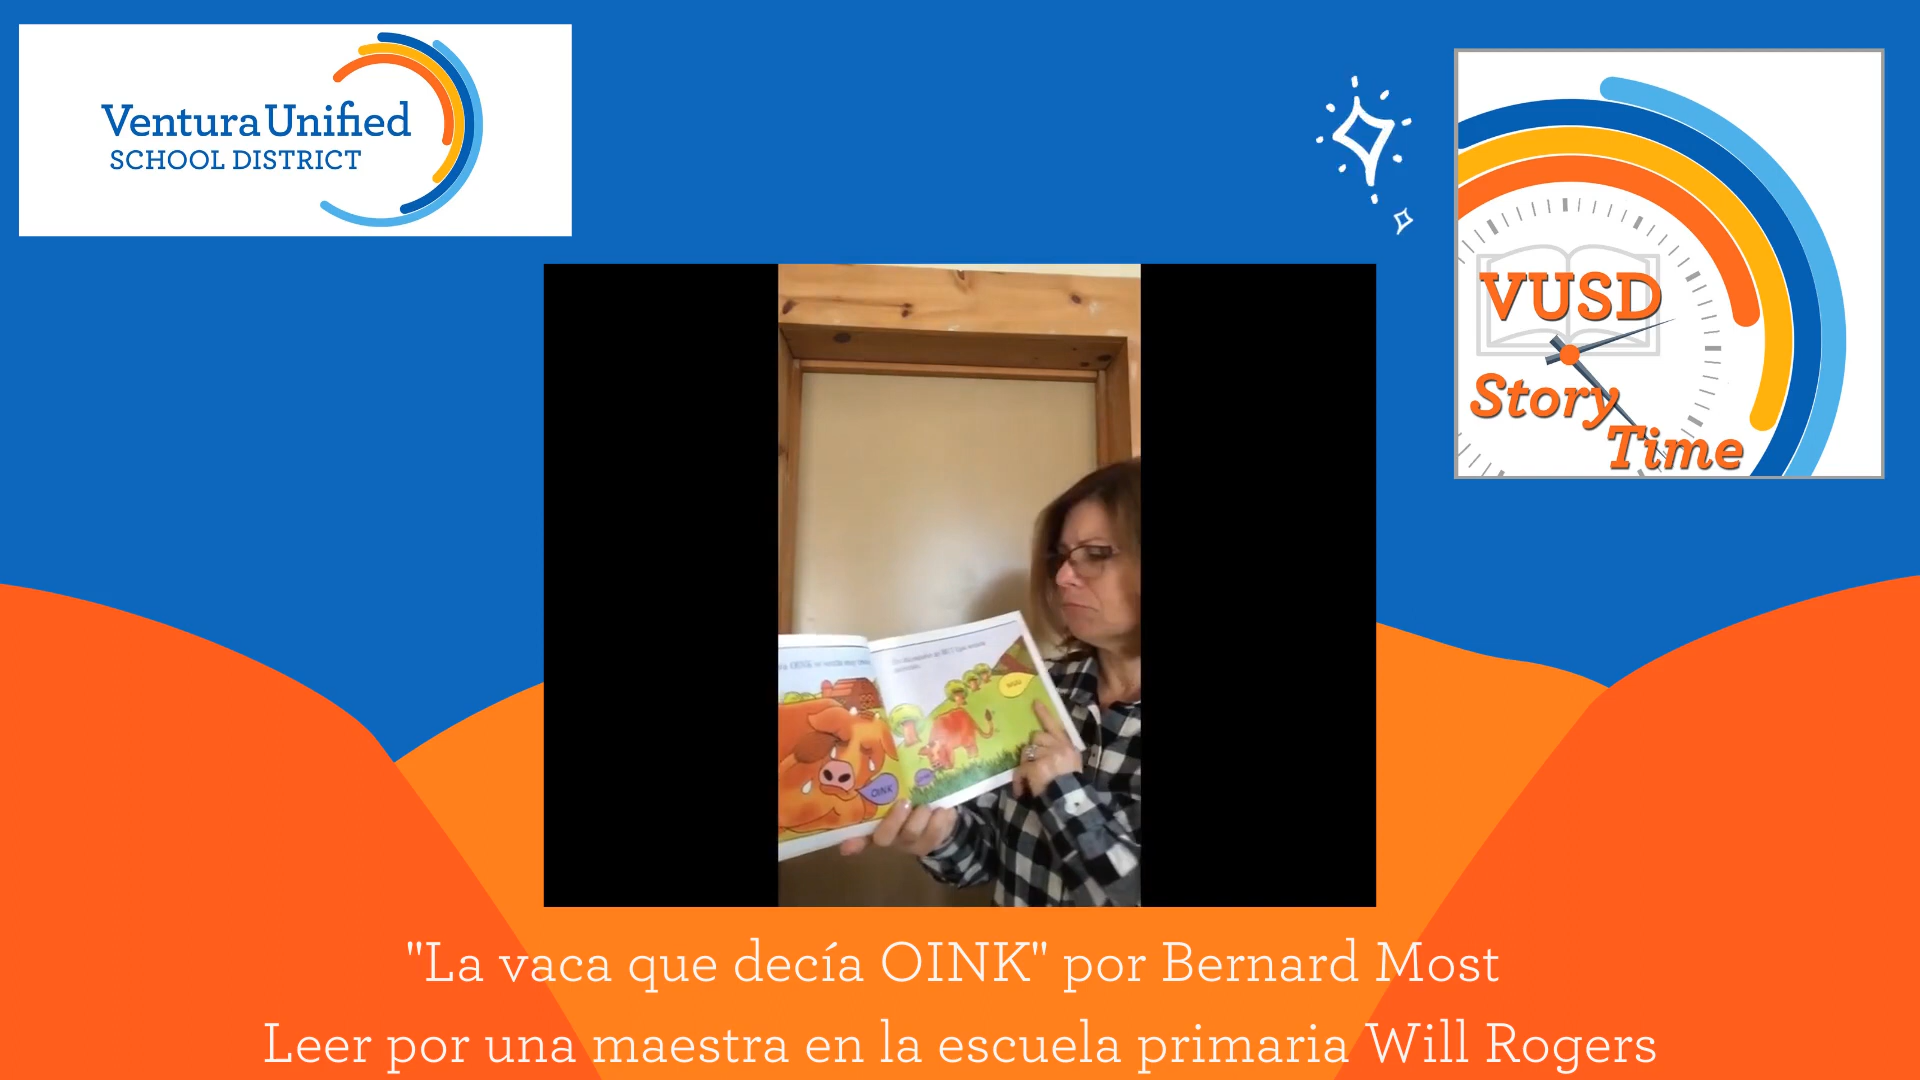 Ventura Unified
SCHOOL DISTRICT
VUSD
Story
Time
OINK
"La vaca que decía OINK" por Bernard Most
Leer por una maestra en la escuela primaria Will Rogers